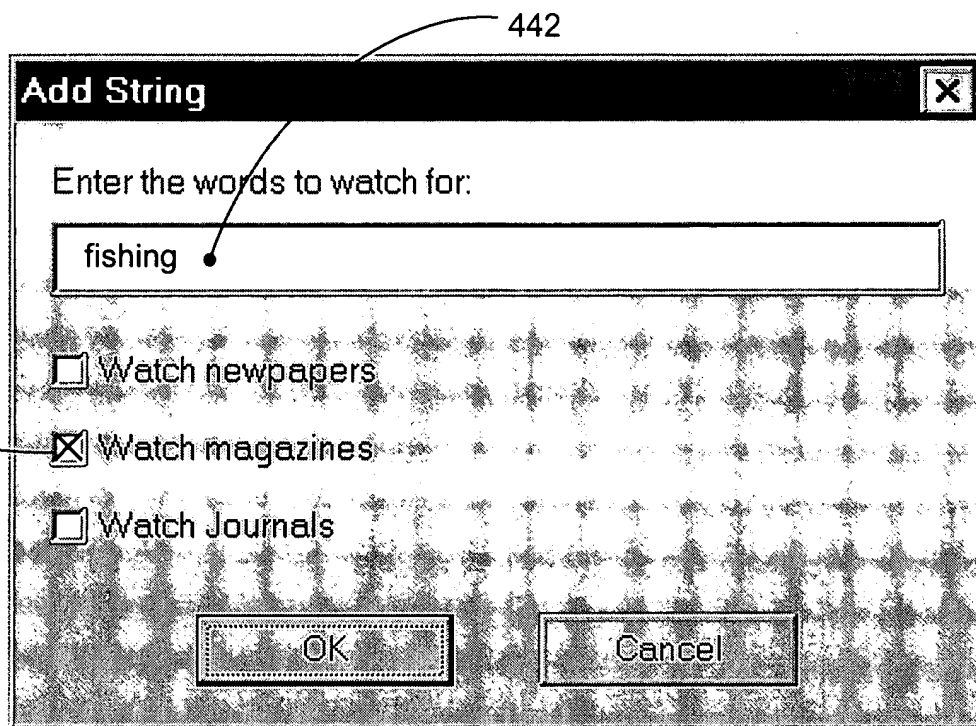 442
Add String
Enter the words to watch for:
fishing
Watch newpapers
Watch magazines
Watch Journals
OK Cancel